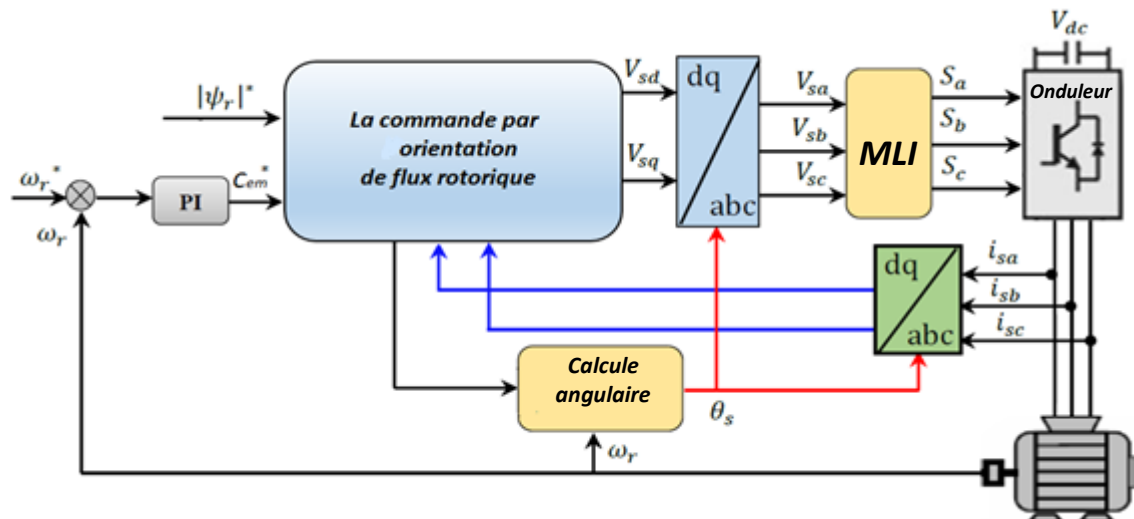 V_dc
Onduleur
|ψ_r|*
La commande par
orientation
de flux rotorique
V_sd
V_sq
dq
abc
V_sa
V_sb
V_sc
MLI
S_a
S_b
S_c
ω_r*
ω_r
PI
C_em*
dq
abc
i_sa
i_sb
i_sc
Calcule
angulaire
θ_s
ω_r